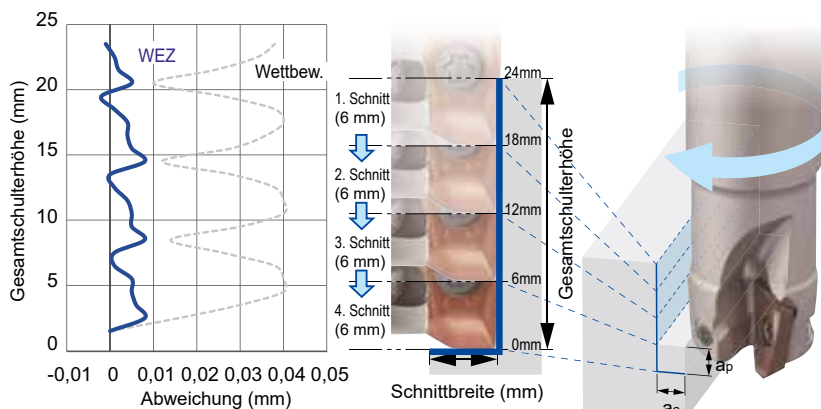 Gesamtschulterhöhe (mm)
25
20
15
10
5
0
-0,01
0
0,01
0,02
0,03
0,04
0,05
Abweichung (mm)
WEZ
Wettbew.
1. Schnitt
(6 mm)
2. Schnitt
(6 mm)
3. Schnitt
(6 mm)
4. Schnitt
(6 mm)
24mm
18mm
12mm
6mm
0mm
Gesamtschulterhöhe
Schnittbreite (mm)
ap